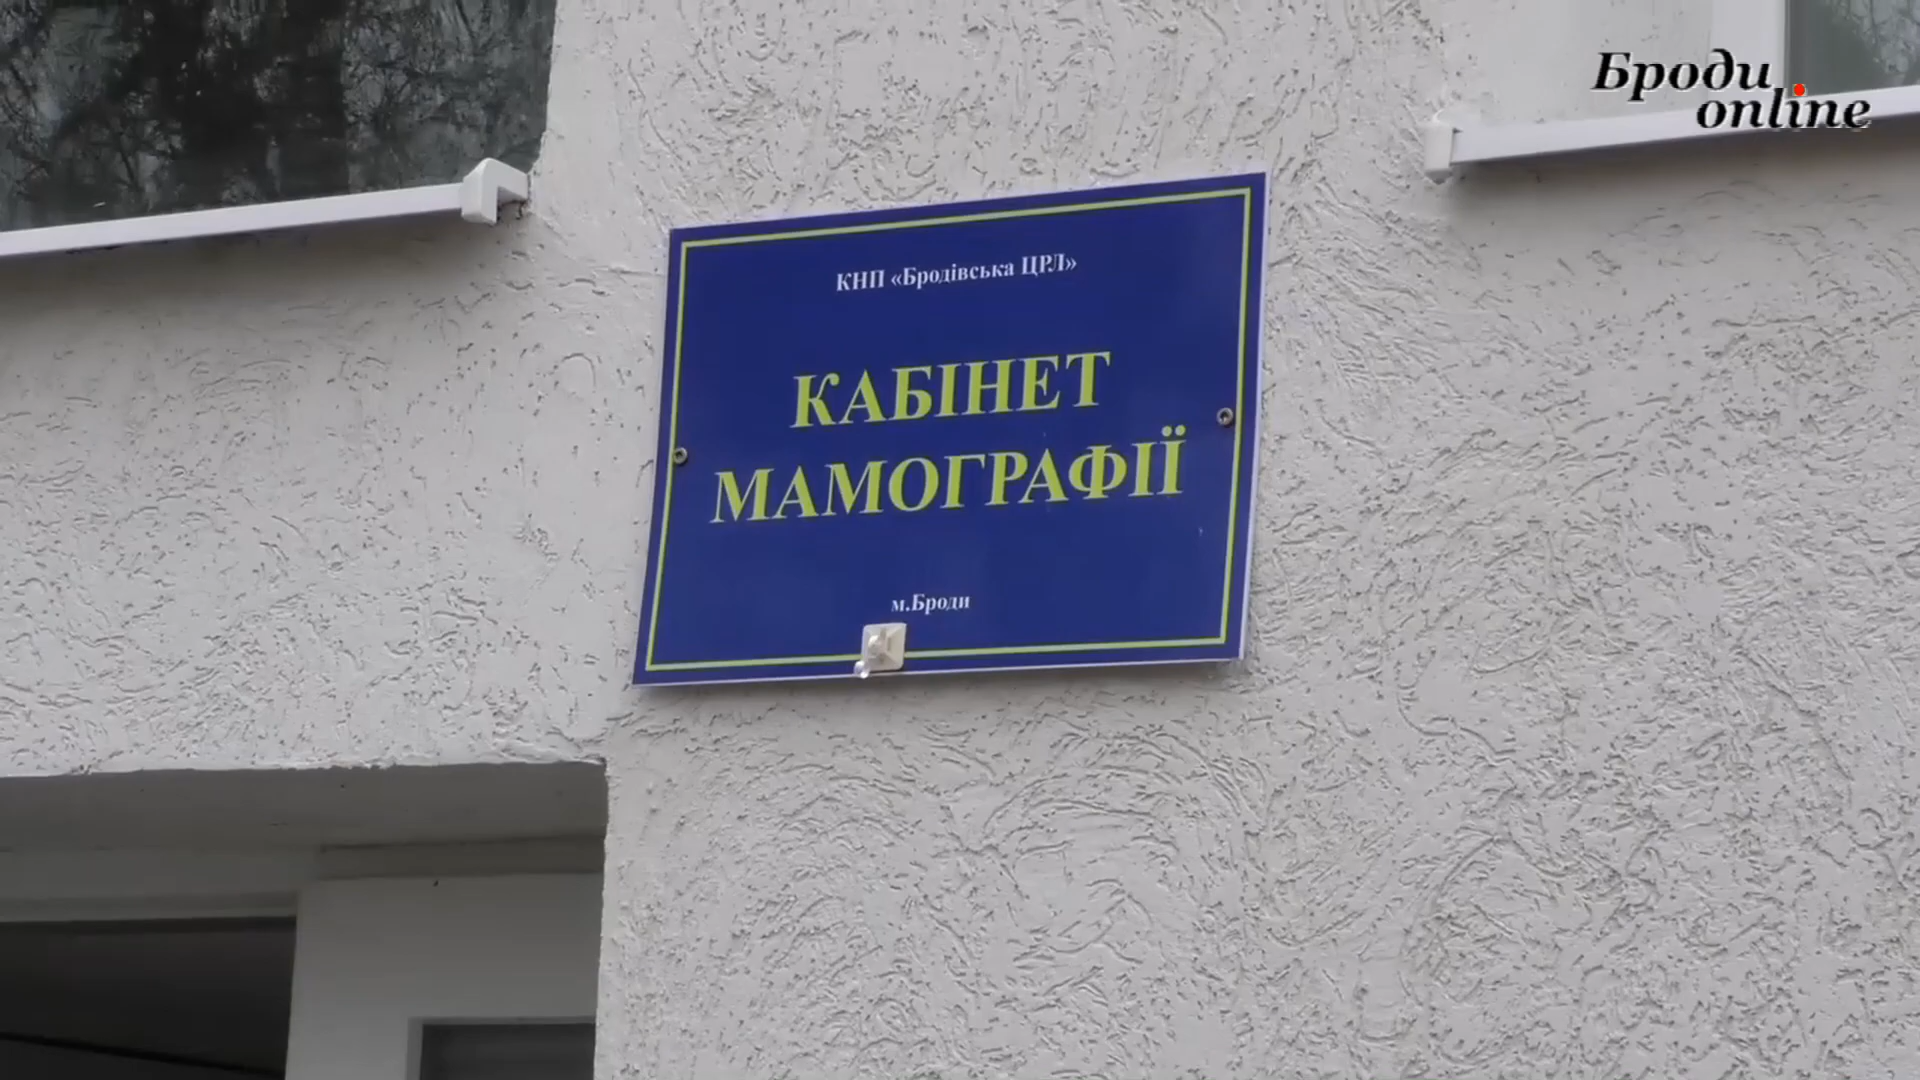 Броди
online
КНП «Бродівська ЦРЛ»
КАБІНЕТ
МАМОГРАФІЇ
м.Броди